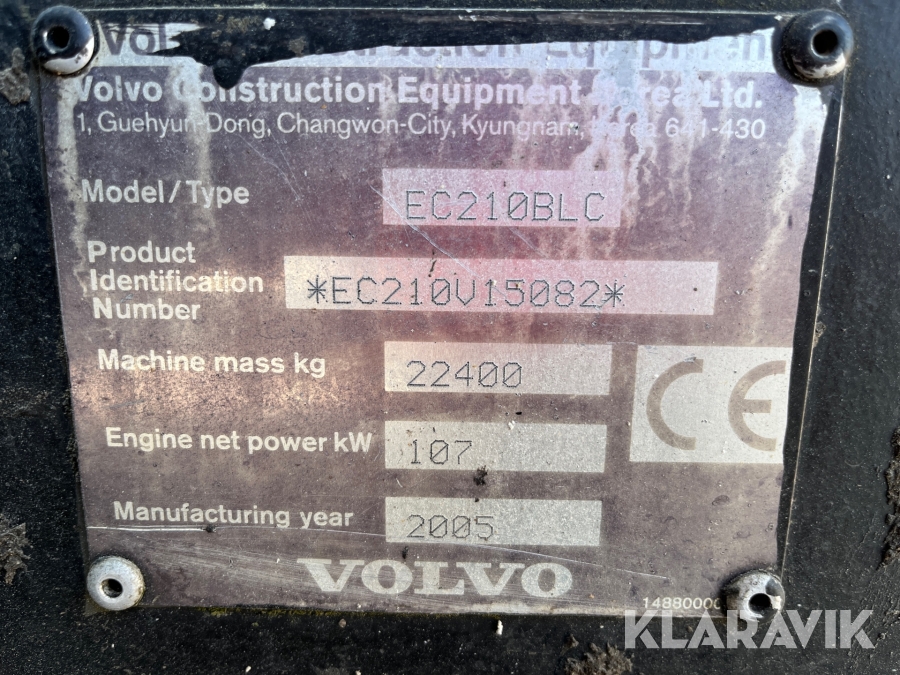 Volvo Construction Equipment Korea Ltd.
1, Guehyun-Dong, Changwon-City, Kyungnam, Korea 641-430
Model/Type EC210BLC
Product
Identification *EC210V15082*
Number
Machine mass kg 22400
CE
Engine net power kW 107
Manufacturing year 2005
VOLVO
KLARAVIK